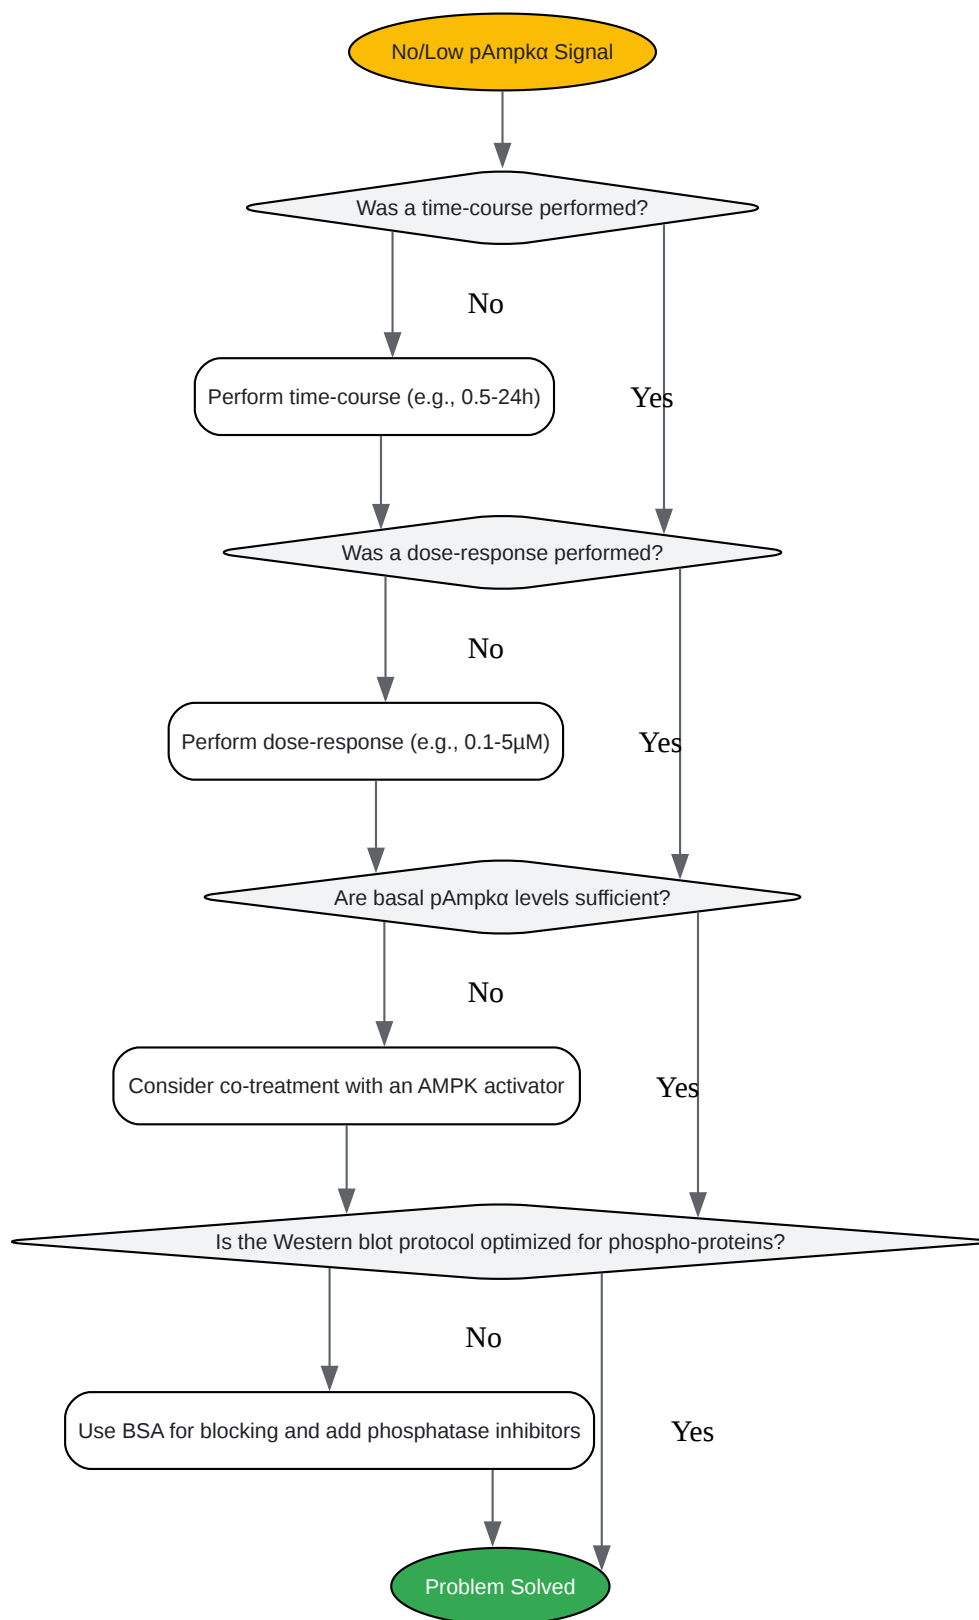 No/Low pAmpkα Signal
Was a time-course performed?
No
Perform time-course (e.g., 0.5-24h)
Yes
Was a dose-response performed?
No
Perform dose-response (e.g., 0.1-5µM)
Yes
Are basal pAmpkα levels sufficient?
No
Consider co-treatment with an AMPK activator
Yes
Is the Western blot protocol optimized for phospho-proteins?
No
Use BSA for blocking and add phosphatase inhibitors
Yes
Problem Solved